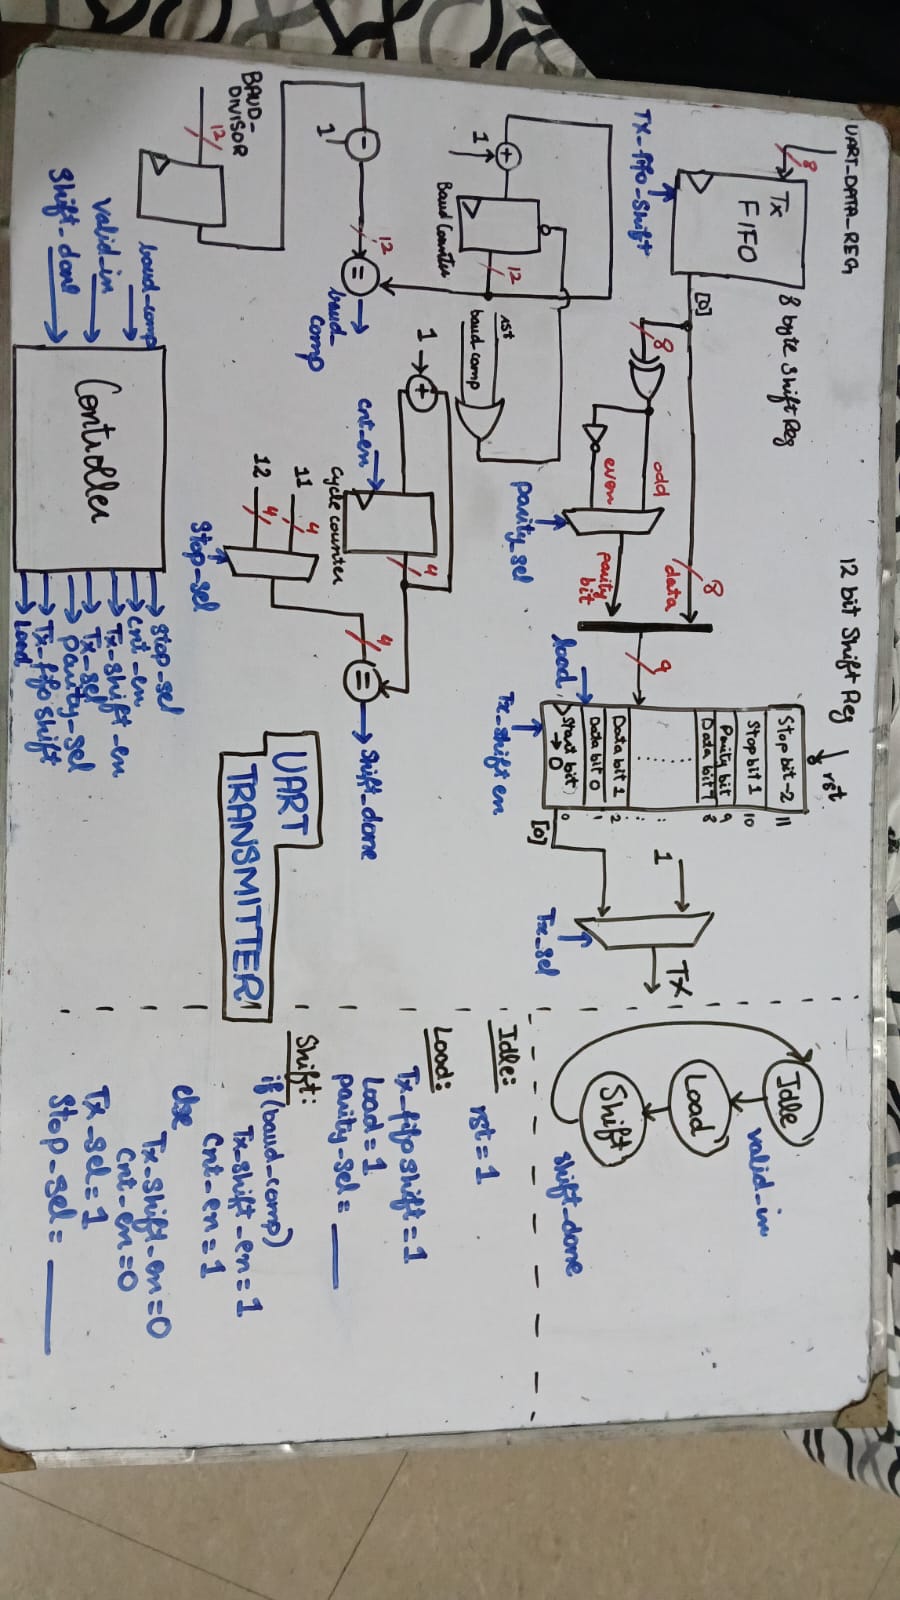 UART-DATA-REG
8
Tx
FIFO
8 byte Shift Reg
TX-fifo-Shift
[0]
8
odd
even
parity
bit
parity_sel
8
data
9
12 bit Shift Reg
rst
Stop bit-2
11
Stop bit 1
10
Parity bit
9
Data bit 7
8
Data bit 1
2
Data bit 0
1
Start bit
→ 0
0
load
Tx_shift en
[0]
1
Tx_sel
TX
1
+
Baud Counter
12
rst
baud-comp
BAUD-
DIVISOR
12
1
-
12
=
baud-
comp
1
+
cnt-en
Cycle counter
4
11
4
12
4
Stop-sel
4
=
Shift-done
baud-comp
valid-in
Shift-done
Controller
stop-sel
cnt-en
Tx-shift-en
Tx-sel
parity-sel
Tx-fifo shift
Load
UART
TRANSMITTER
Idle
valid-in
Load
Shift
shift-done
Idle:
rst = 1
Load:
Tx-fifo shift = 1
Load = 1
parity-sel = ___
Shift:
if (baud-comp)
Tx-shift-en = 1
Cnt-en = 1
else
Tx-shift-en = 0
Cnt-en = 0
Tx-sel = 1
Stop-sel = ___